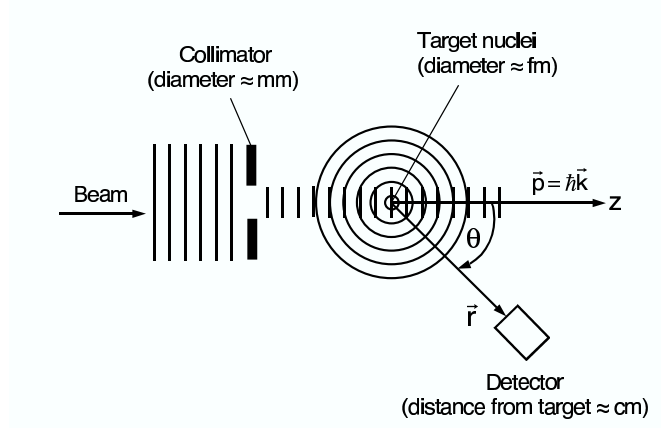 Collimator
(diameter ≈ mm)
Target nuclei
(diameter ≈ fm)
Beam
p⃗ = ħk⃗
z
θ
r⃗
Detector
(distance from target ≈ cm)